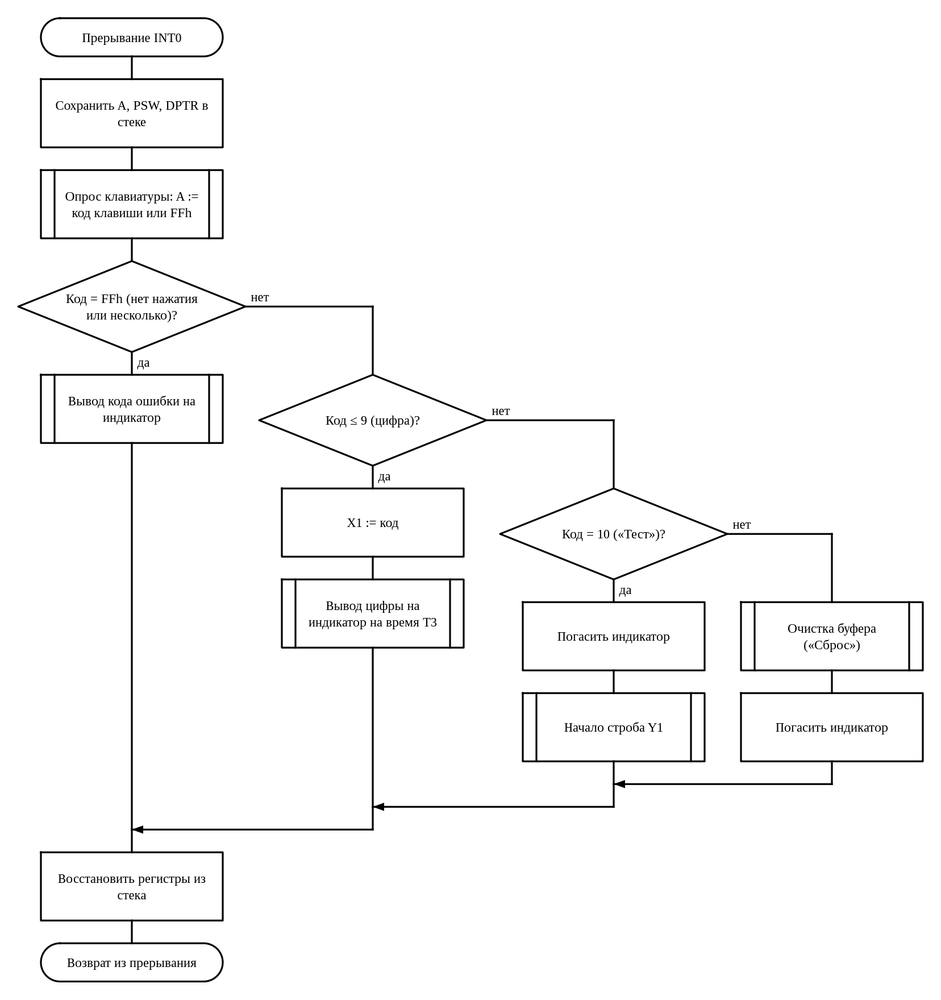 Прерывание INT0
Сохранить A, PSW, DPTR в
стеке
Опрос клавиатуры: A :=
код клавиши или FFh
Код = FFh (нет нажатия
или несколько)?
нет
да
Вывод кода ошибки на
индикатор
Код ≤ 9 (цифра)?
нет
да
X1 := код
Вывод цифры на
индикатор на время T3
Код = 10 («Тест»)?
нет
да
Погасить индикатор
Начало строба Y1
Очистка буфера
(«Сброс»)
Погасить индикатор
Восстановить регистры из
стека
Возврат из прерывания